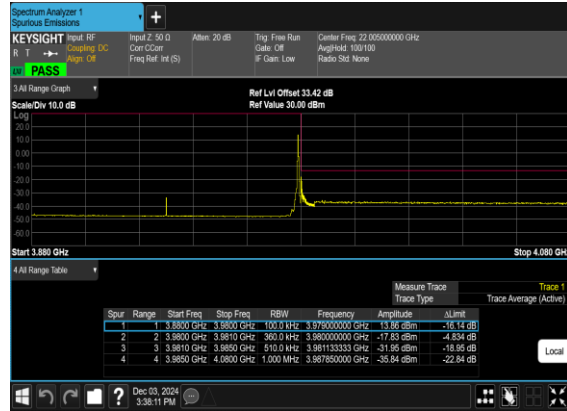 Spectrum Analyzer 1
Spurious Emissions
KEYSIGHT Input: RF Input Z: 50 Ω Atten: 20 dB Trig: Free Run Center Freq: 22.005000000 GHz
R T Coupling: DC Corr CCorr Gate: Off Avg|Hold: 100/100
Align: Off Freq Ref: Int (S) IF Gain: Low Radio Std: None
PASS
3 All Range Graph
Ref Lvl Offset 33.42 dB
Scale/Div 10.0 dB Ref Value 30.00 dBm
Log
20.0
10.0
0.00
-10.0
-20.0
-30.0
-40.0
-50.0
-60.0
Start 3.880 GHz Stop 4.080 GH
4 All Range Table
Measure Trace Trace 1
Trace Type Trace Average (Active)
Spur Range Start Freq Stop Freq RBW Frequency Amplitude ΔLimit
1 1 3.8800 GHz 3.9800 GHz 100.0 kHz 3.979000000 GHz 13.86 dBm -16.14 dB
2 2 3.9800 GHz 3.9810 GHz 360.0 kHz 3.980000000 GHz -17.83 dBm -4.834 dB
3 3 3.9810 GHz 3.9850 GHz 510.0 kHz 3.981133333 GHz -31.95 dBm -18.95 dB
4 4 3.9850 GHz 4.0800 GHz 1.000 MHz 3.987850000 GHz -35.84 dBm -22.84 dB
Local
Dec 03, 2024
3:38:11 PM